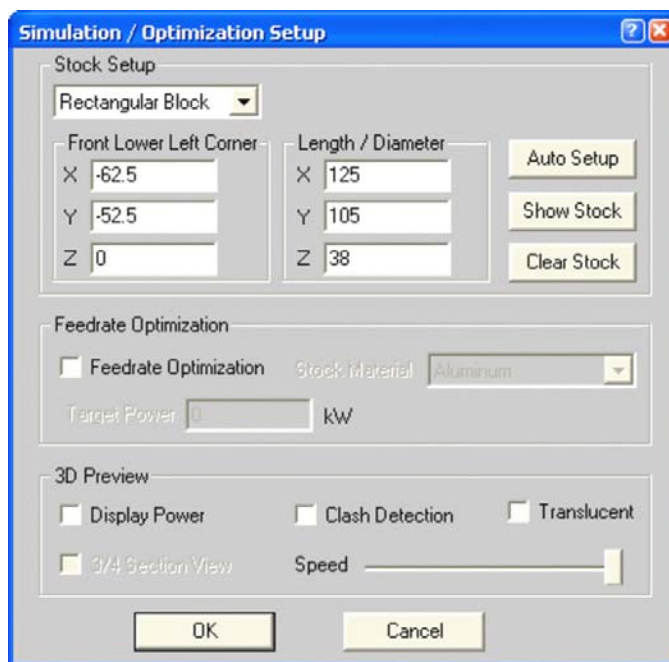 Simulation / Optimization Setup
Stock Setup
Rectangular Block
Front Lower Left Corner
Length / Diameter
X -62.5
X 125
Auto Setup
Y -52.5
Y 105
Show Stock
Z 0
Z 38
Clear Stock
Feedrate Optimization
Feedrate Optimization
Stock Material Aluminum
Target Power 0 kW
3D Preview
Display Power
Clash Detection
Translucent
3/4 Section View
Speed
OK
Cancel